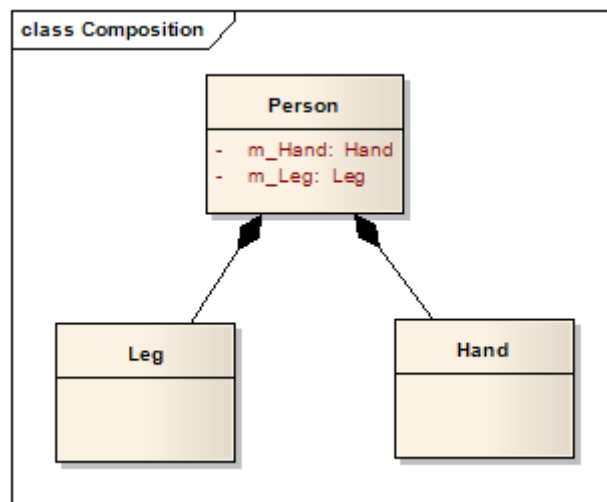 class Composition
Person
- m_Hand: Hand
- m_Leg: Leg
Leg
Hand